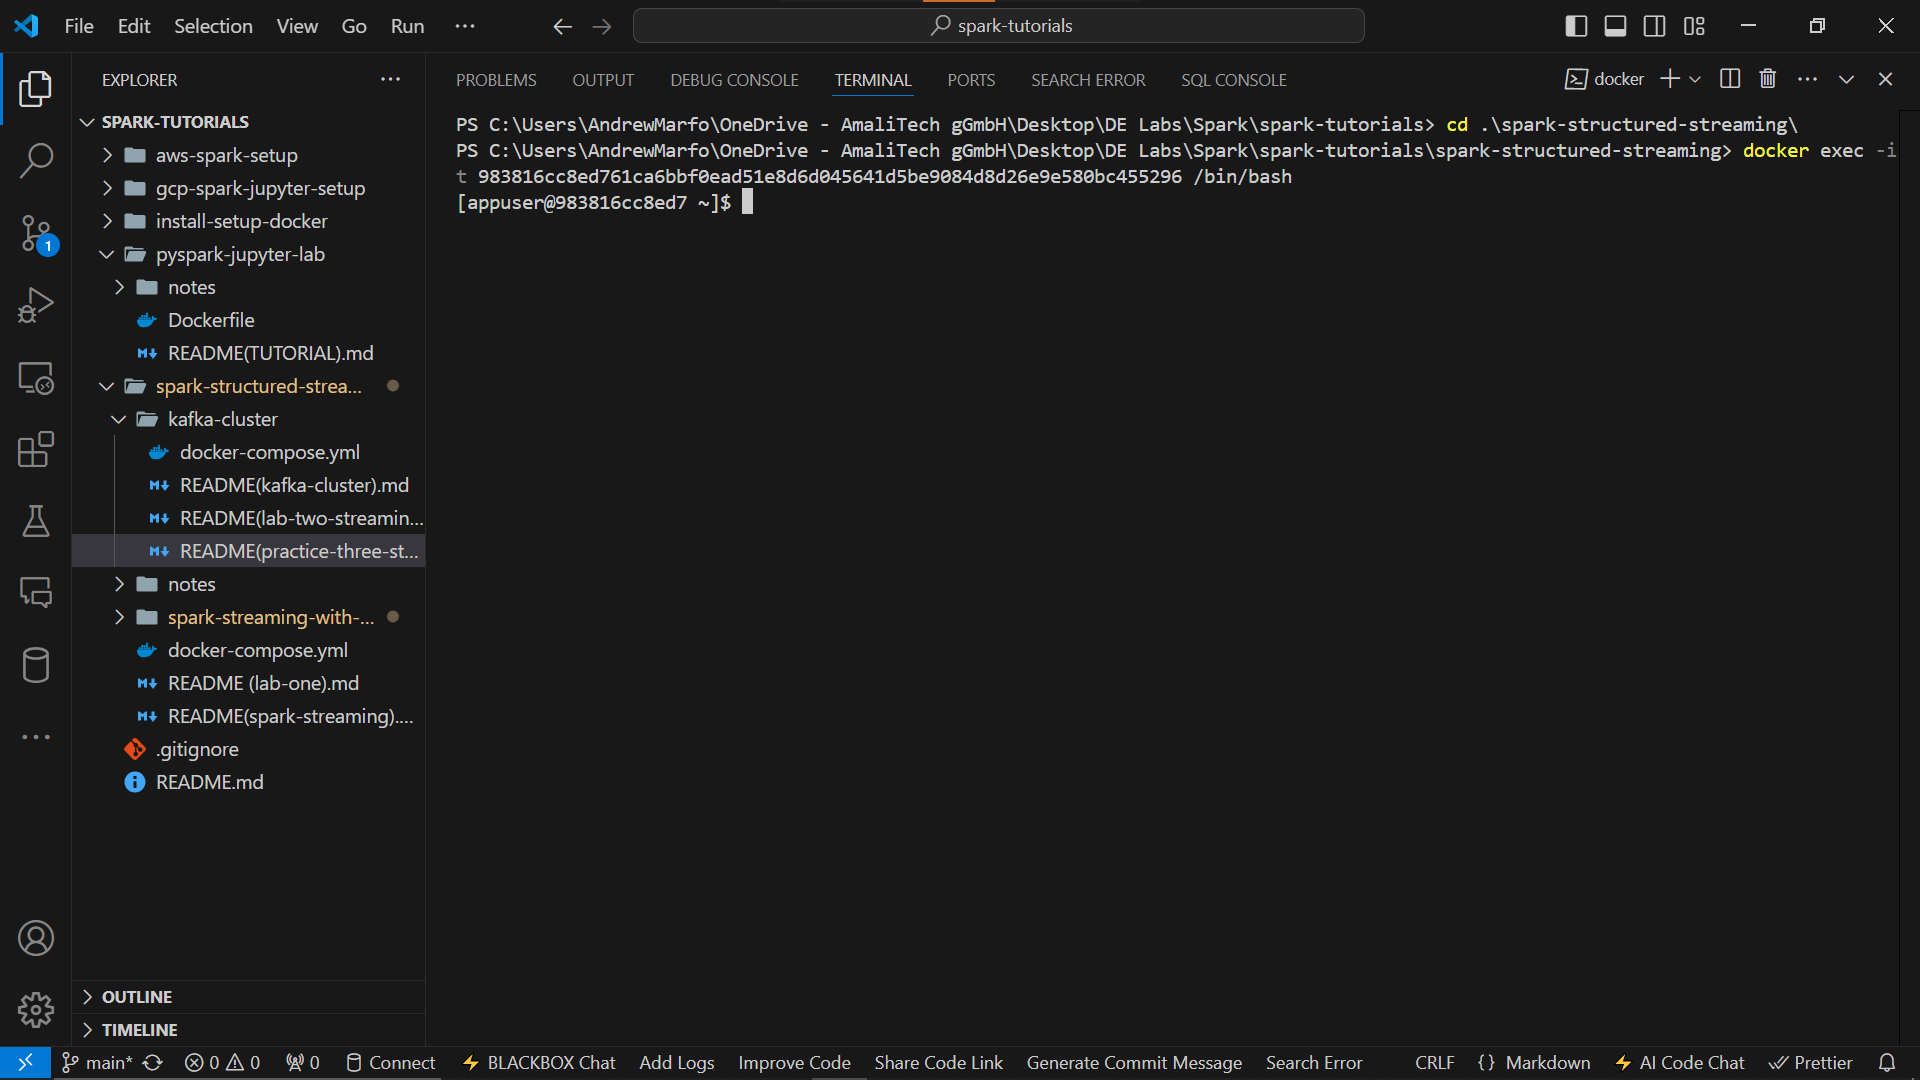 File Edit Selection View Go Run ···
spark-tutorials
EXPLORER
SPARK-TUTORIALS
aws-spark-setup
gcp-spark-jupyter-setup
install-setup-docker
pyspark-jupyter-lab
notes
Dockerfile
README(TUTORIAL).md
spark-structured-strea...
kafka-cluster
docker-compose.yml
README(kafka-cluster).md
README(lab-two-streamin...
README(practice-three-st...
notes
spark-streaming-with-...
docker-compose.yml
README (lab-one).md
README(spark-streaming)....
.gitignore
README.md
OUTLINE
TIMELINE
1
PROBLEMS OUTPUT DEBUG CONSOLE TERMINAL PORTS SEARCH ERROR SQL CONSOLE
docker
PS C:\Users\AndrewMarfo\OneDrive - AmaliTech gGmbH\Desktop\DE Labs\Spark\spark-tutorials> cd .\spark-structured-streaming\
PS C:\Users\AndrewMarfo\OneDrive - AmaliTech gGmbH\Desktop\DE Labs\Spark\spark-tutorials\spark-structured-streaming> docker exec -i
t 983816cc8ed761ca6bbf0ead51e8d6d045641d5be9084d8d26e9e580bc455296 /bin/bash
[appuser@983816cc8ed7 ~]$
main* 0 0 0 Connect BLACKBOX Chat Add Logs Improve Code Share Code Link Generate Commit Message Search Error CRLF {} Markdown AI Code Chat Prettier